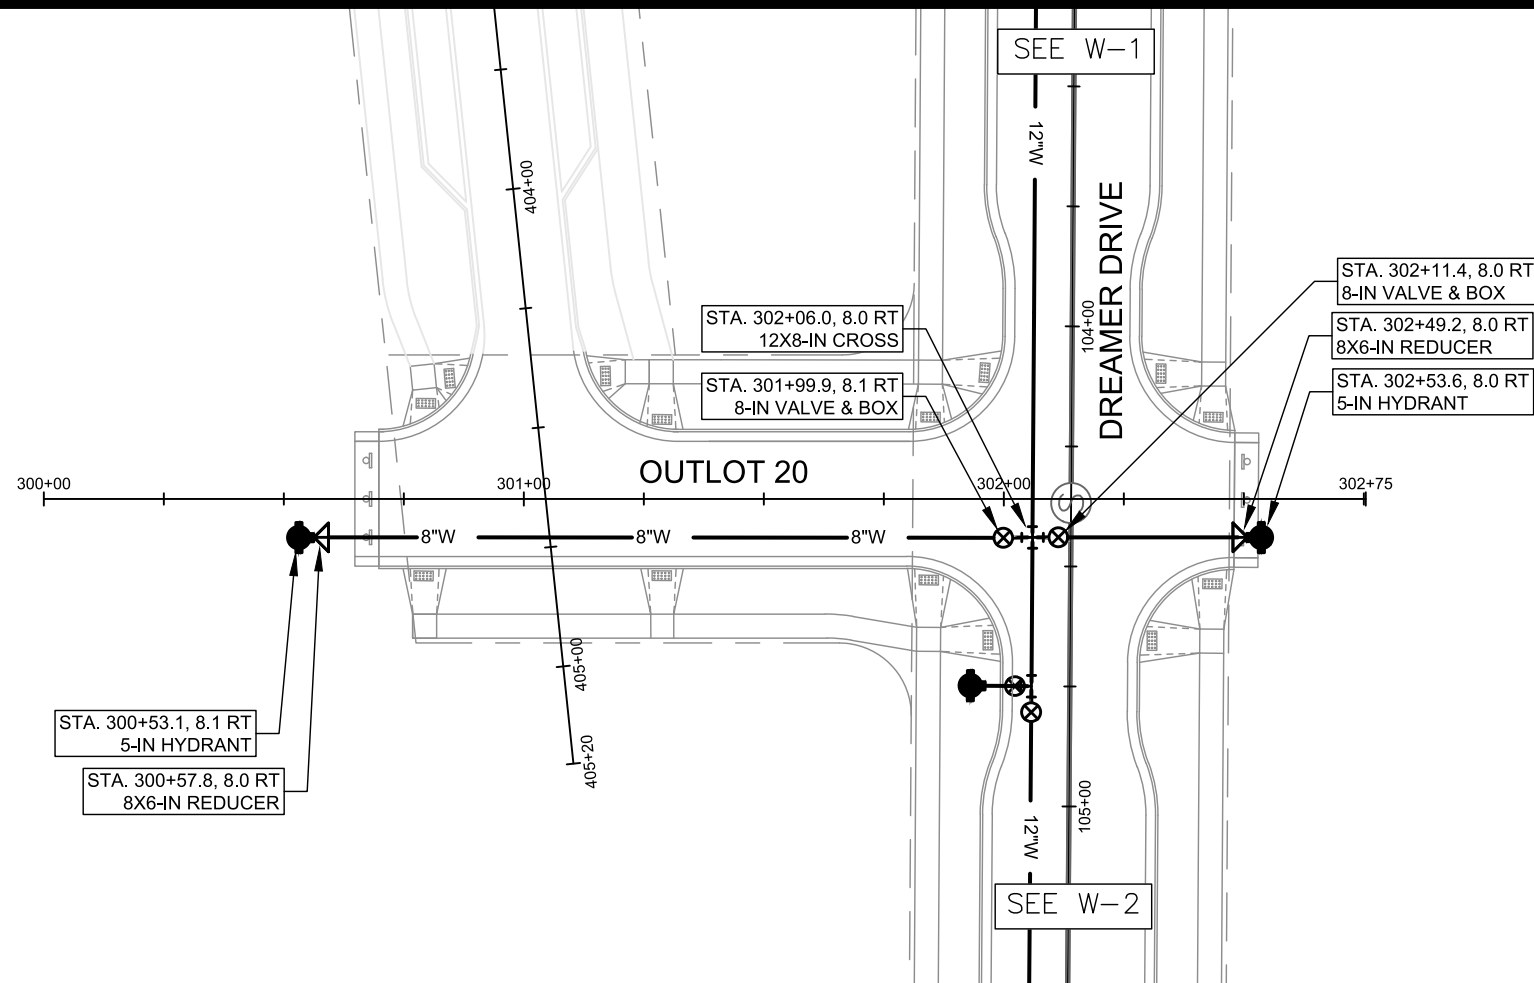 SEE W-1
12"W
404+00
DREAMER DRIVE
104+00
STA. 302+11.4, 8.0 RT
8-IN VALVE & BOX
STA. 302+06.0, 8.0 RT
12X8-IN CROSS
STA. 302+49.2, 8.0 RT
8X6-IN REDUCER
STA. 301+99.9, 8.1 RT
8-IN VALVE & BOX
STA. 302+53.6, 8.0 RT
5-IN HYDRANT
OUTLOT 20
300+00
301+00
302+00
302+75
S
8"W
8"W
8"W
405+00
405+20
STA. 300+53.1, 8.1 RT
5-IN HYDRANT
STA. 300+57.8, 8.0 RT
8X6-IN REDUCER
105+00
12"W
SEE W-2